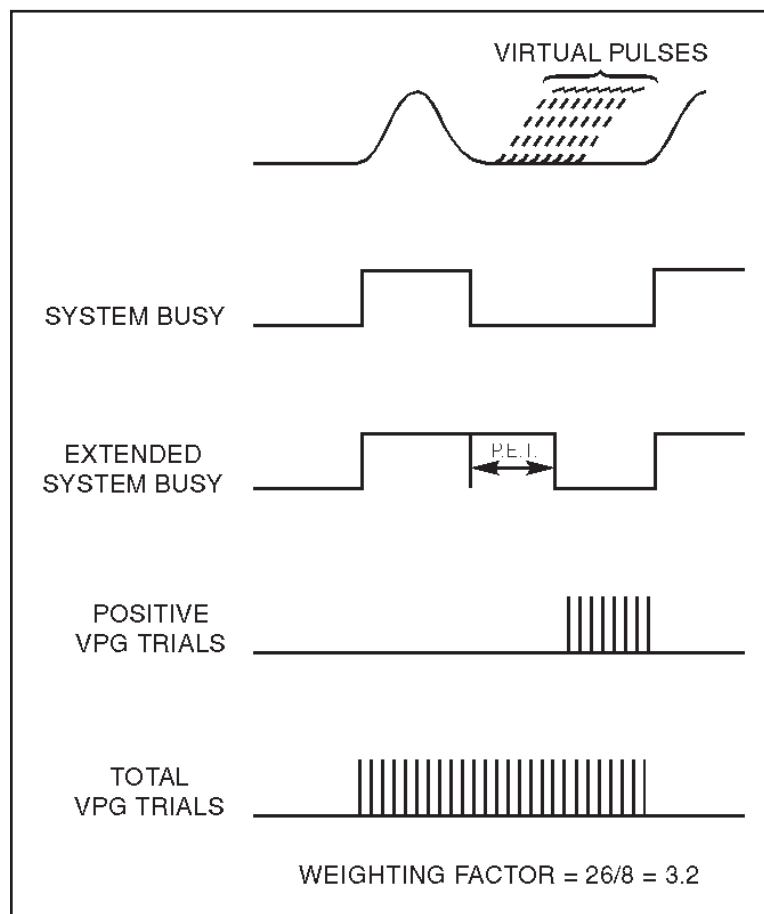 VIRTUAL PULSES
SYSTEM BUSY
EXTENDED
SYSTEM BUSY
P.E.T.
POSITIVE
VPG TRIALS
TOTAL
VPG TRIALS
WEIGHTING FACTOR = 26/8 = 3.2